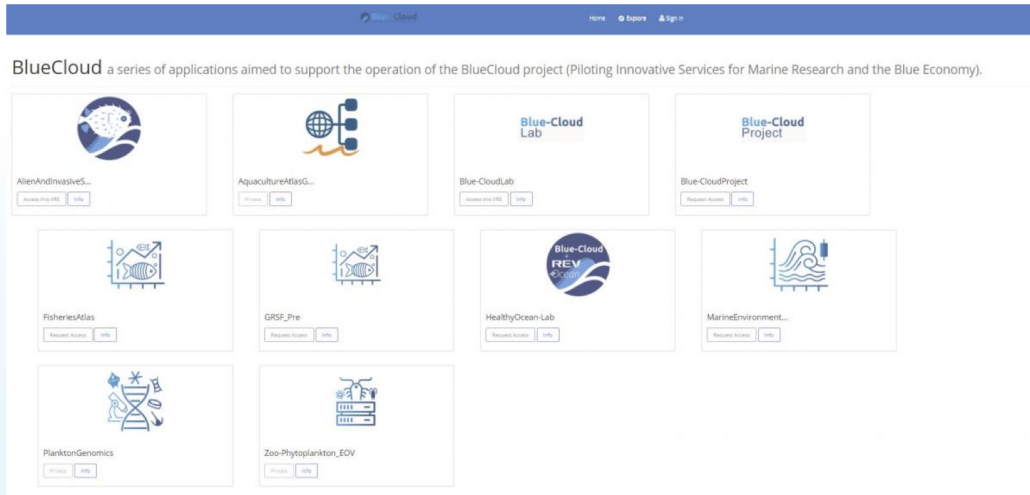 Blue-Cloud
Home Explore Sign in
BlueCloud a series of applications aimed to support the operation of the BlueCloud project (Piloting Innovative Services for Marine Research and the Blue Economy).
Blue-Cloud
Lab
Blue-Cloud
Project
AlienAndInvasiveS...
AquacultureAtlasG...
Blue-CloudLab
Blue-CloudProject
Access this VRE Info
Private Info
Access this VRE Info
Request Access Info
Blue-Cloud
+
REV
Ocean
FisheriesAtlas
GRSF_Pre
HealthyOcean-Lab
MarineEnvironment...
Request Access Info
Request Access Info
Request Access Info
Request Access Info
PlanktonGenomics
Zoo-Phytoplankton_EOV
Private Info
Private Info